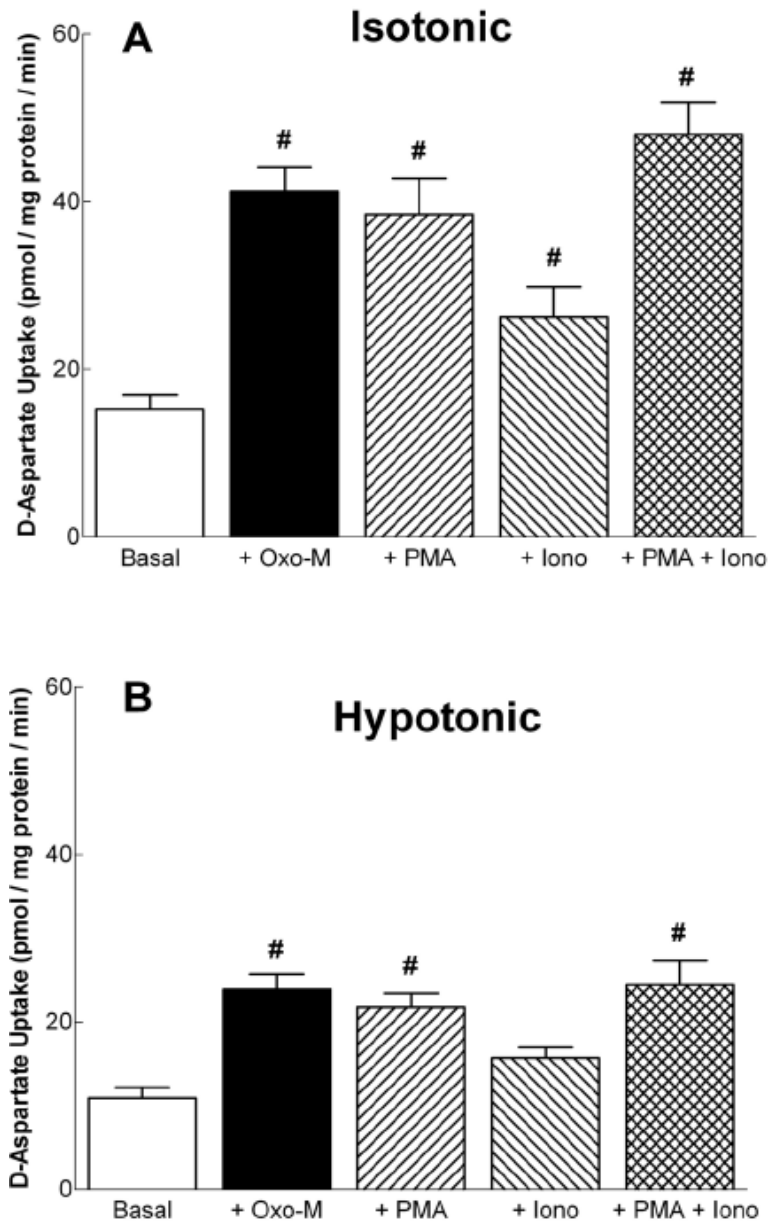 A
Isotonic
D-Aspartate Uptake (pmol / mg protein / min)
60
40
20
0
#
#
#
#
Basal
+ Oxo-M
+ PMA
+ Iono
+ PMA + Iono
B
Hypotonic
D-Aspartate Uptake (pmol / mg protein / min)
60
40
20
0
#
#
#
Basal
+ Oxo-M
+ PMA
+ Iono
+ PMA + Iono